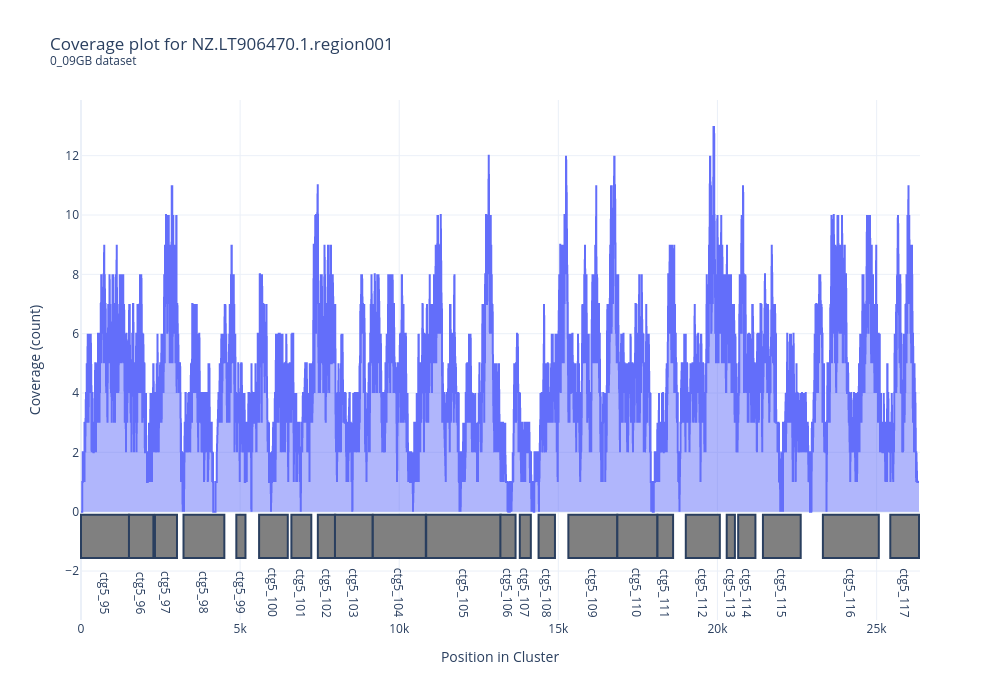 Coverage plot for NZ.LT906470.1.region001
0_09GB dataset
Coverage (count)
12
10
8
6
4
2
0
−2
ctg5_95
ctg5_96
ctg5_97
ctg5_98
ctg5_99
ctg5_100
ctg5_101
ctg5_102
ctg5_103
ctg5_104
ctg5_105
ctg5_106
ctg5_107
ctg5_108
ctg5_109
ctg5_110
ctg5_111
ctg5_112
ctg5_113
ctg5_114
ctg5_115
ctg5_116
ctg5_117
0
5k
10k
15k
20k
25k
Position in Cluster